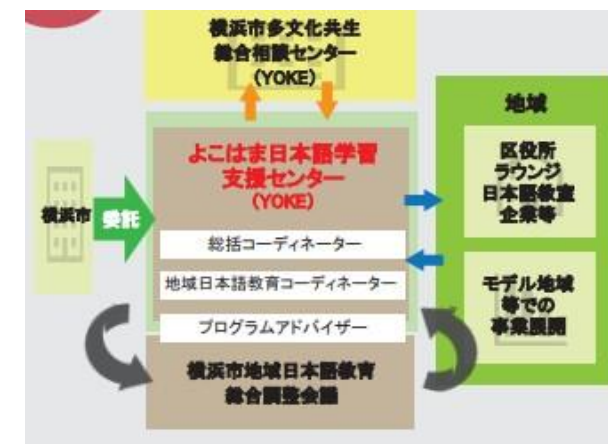 横浜市多文化共生
総合相談センター
(YOKE)
地域
よこはま日本語学習
支援センター
(YOKE)
区役所
ラウンジ
日本語教室
企業等
横浜市
委託
総括コーディネーター
地域日本語教育コーディネーター
プログラムアドバイザー
モデル地域
等での
事業展開
横浜市地域日本語教育
総合調整会議